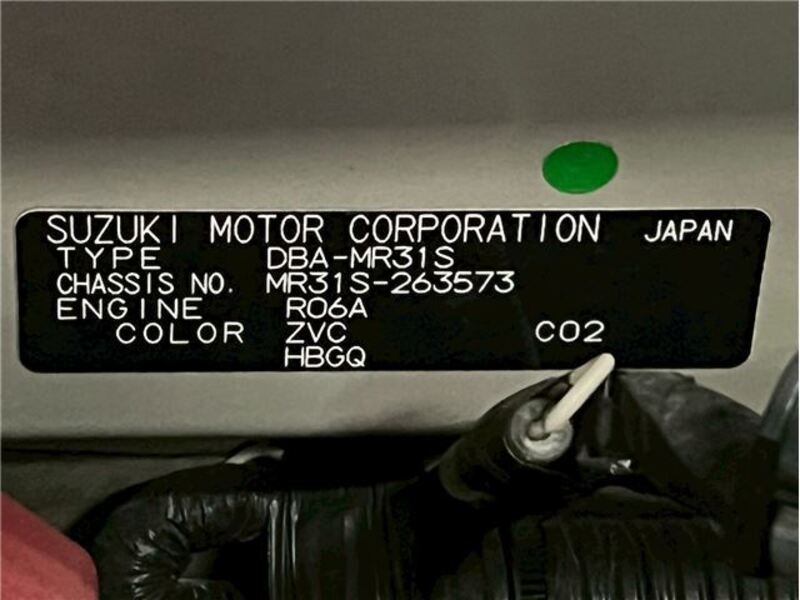 SUZUKI MOTOR CORPORATION JAPAN
TYPE DBA-MR31S
CHASSIS NO. MR31S-263573
ENGINE R06A
COLOR ZVC C02
HBGQ